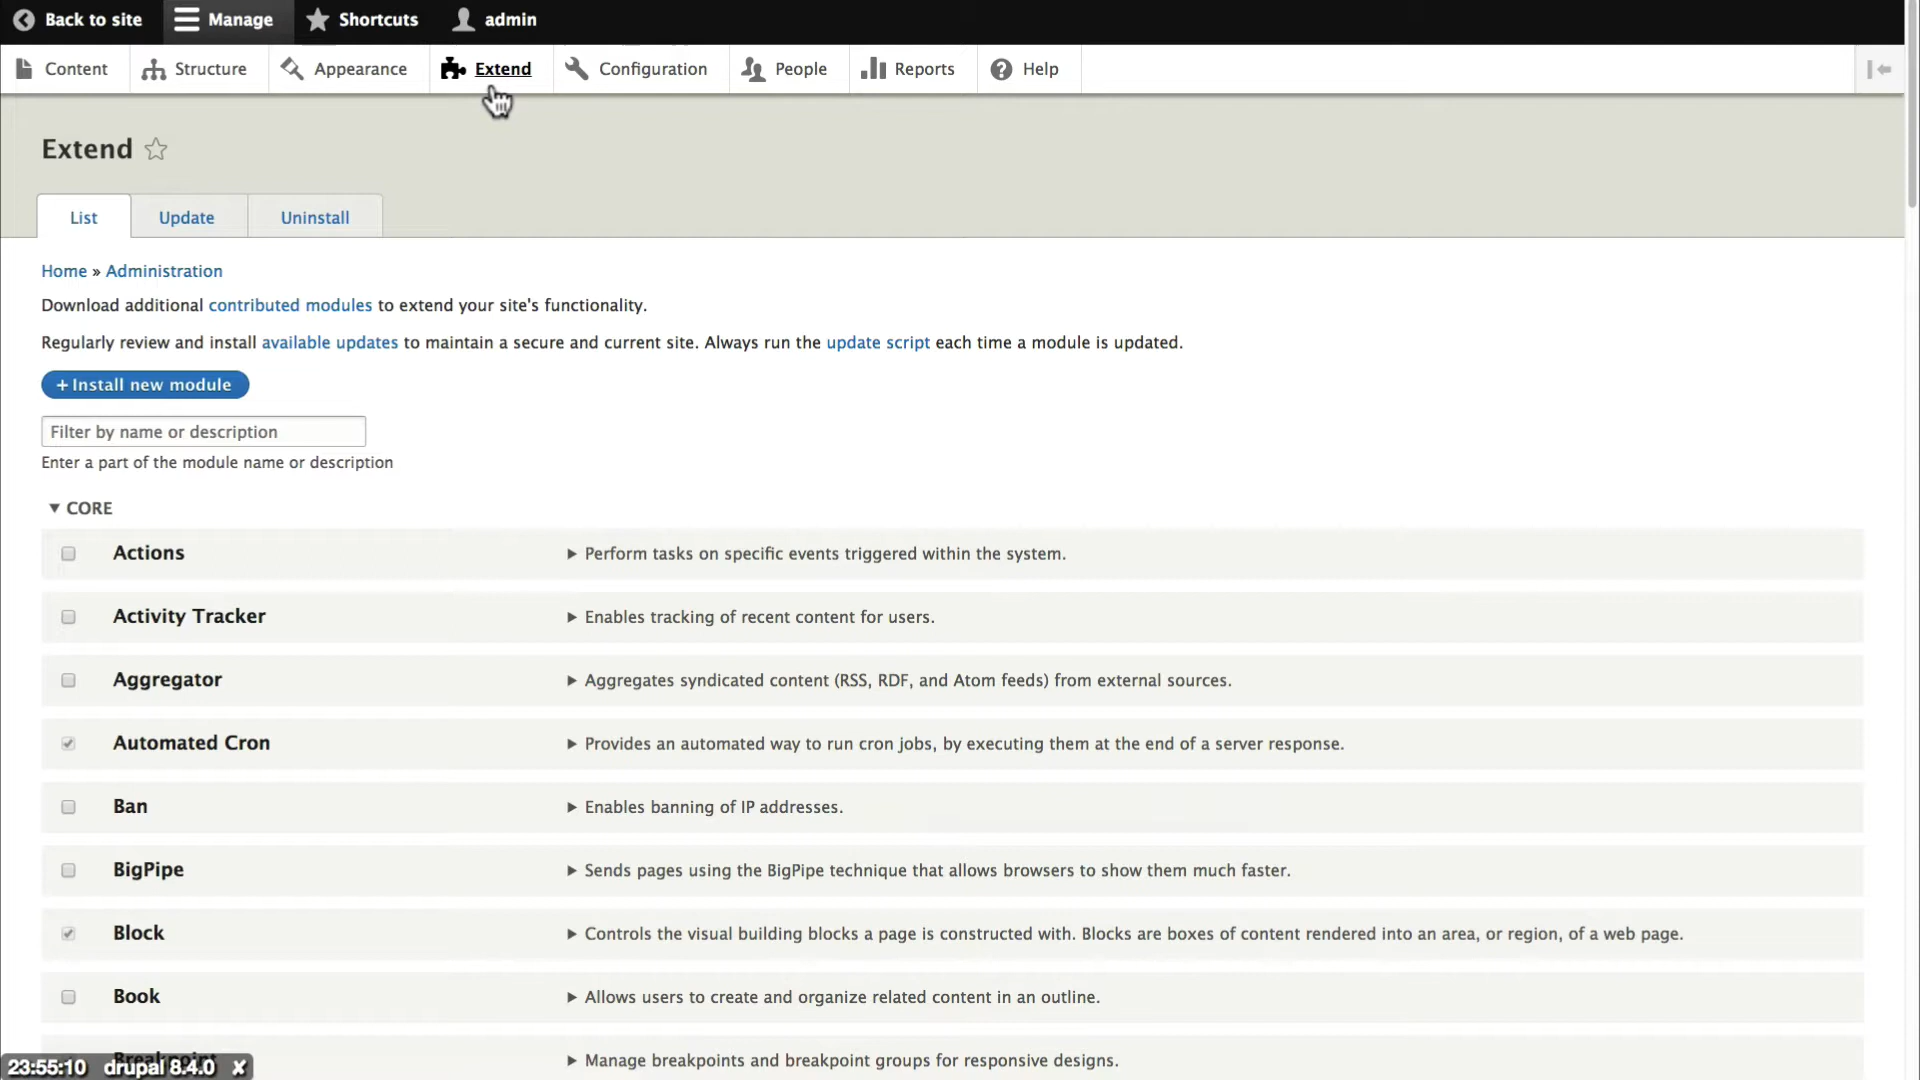 Back to site Manage Shortcuts admin
Content Structure Appearance Extend Configuration People Reports Help
Extend
List Update Uninstall
Home » Administration
Download additional contributed modules to extend your site's functionality.
Regularly review and install available updates to maintain a secure and current site. Always run the update script each time a module is updated.
+ Install new module
Filter by name or description
Enter a part of the module name or description
▼ CORE
Actions ▶ Perform tasks on specific events triggered within the system.
Activity Tracker ▶ Enables tracking of recent content for users.
Aggregator ▶ Aggregates syndicated content (RSS, RDF, and Atom feeds) from external sources.
Automated Cron ▶ Provides an automated way to run cron jobs, by executing them at the end of a server response.
Ban ▶ Enables banning of IP addresses.
BigPipe ▶ Sends pages using the BigPipe technique that allows browsers to show them much faster.
Block ▶ Controls the visual building blocks a page is constructed with. Blocks are boxes of content rendered into an area, or region, of a web page.
Book ▶ Allows users to create and organize related content in an outline.
Breakpoint ▶ Manage breakpoints and breakpoint groups for responsive designs.
23:55:10 drupal 8.4.0 ✗